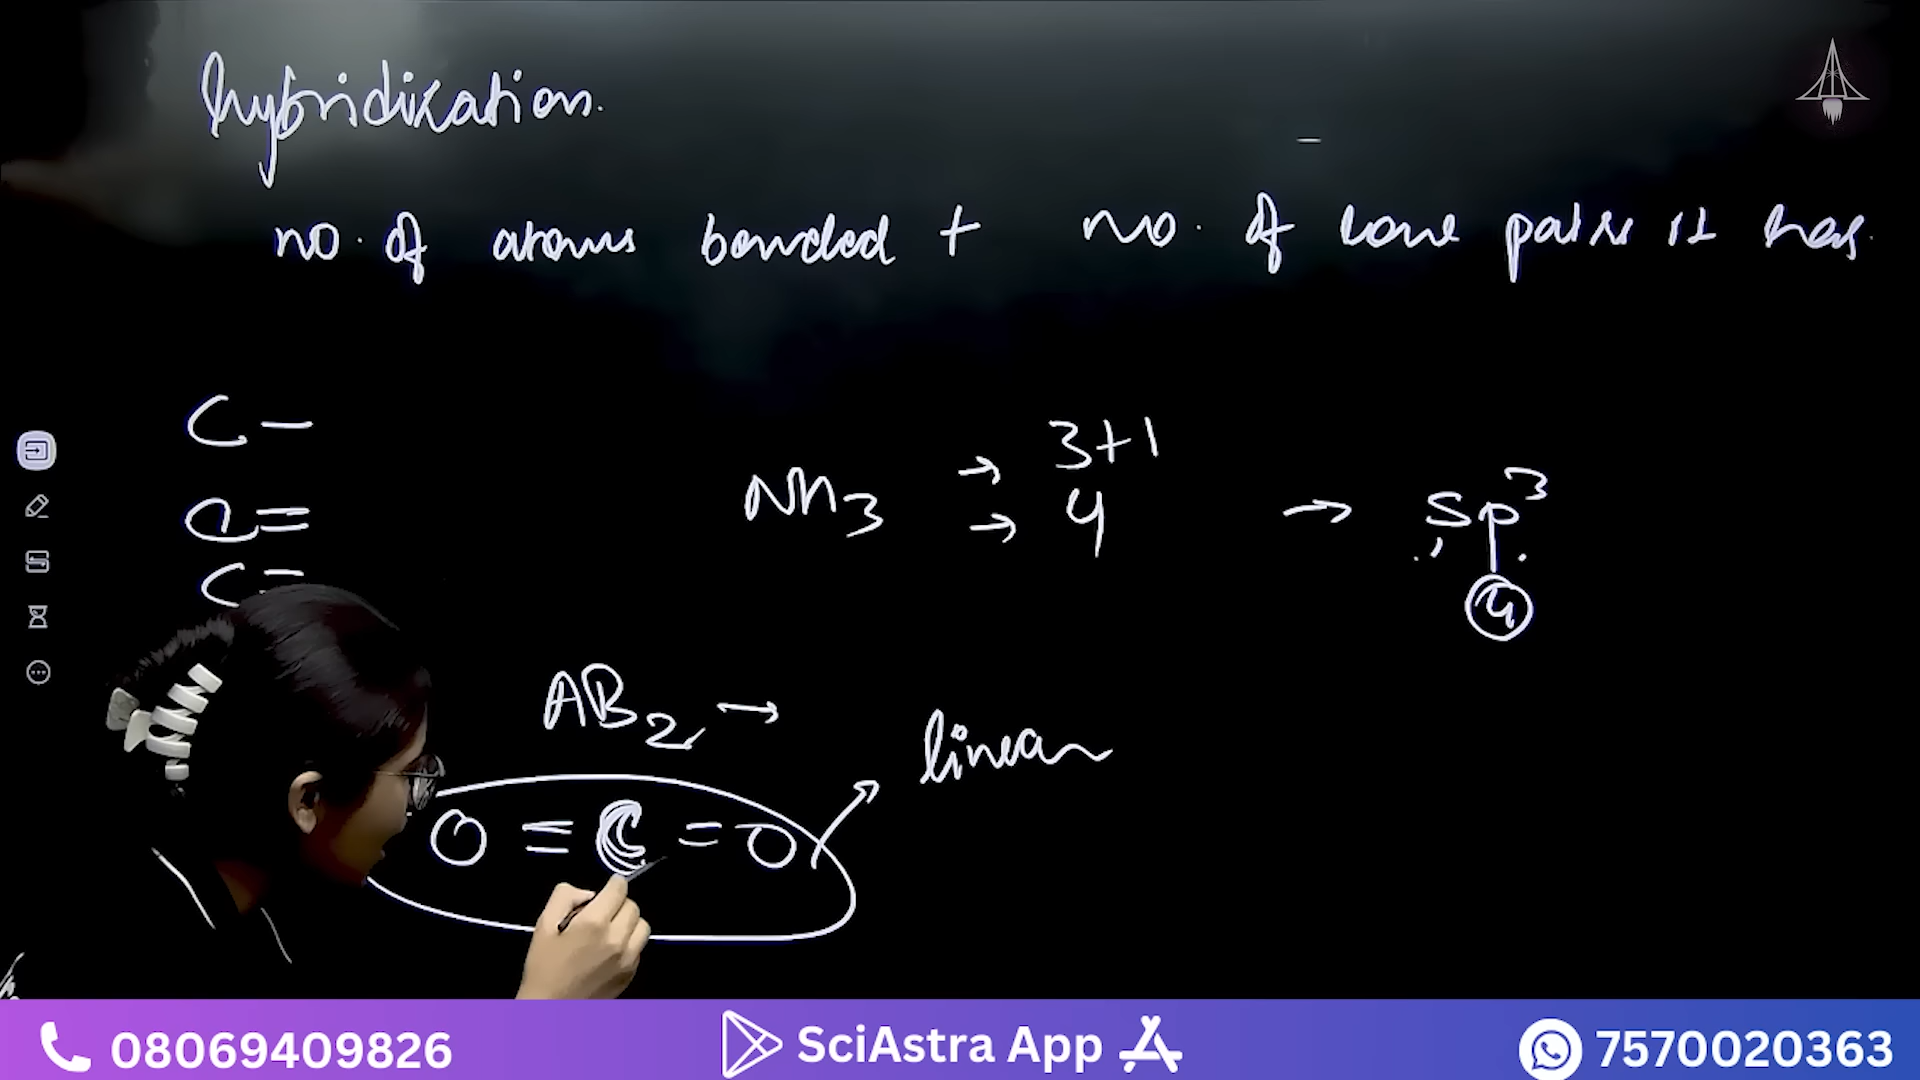 hybridization.
no. of atoms bonded + no. of lone pairs it has.
C -
C =
C ≡
NH3 → 3+1
→ 4 → sp³
4
AB2 →
linear
O = C = O
08069409826 SciAstra App 7570020363